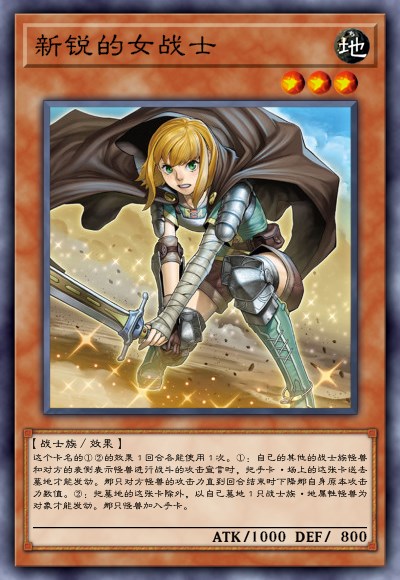 新锐的女战士
地
【战士族／效果】
这个卡名的①②的效果1回合各能使用1次。①：自己的其他的战士族怪兽
和对方的表侧表示怪兽进行战斗的攻击宣言时，把手卡・场上的这张卡送去
墓地才能发动。那只对方怪兽的攻击力直到回合结束时下降那自身原本攻击
力数值。②：把墓地的这张卡除外，以自己墓地1只战士族・地属性怪兽为
对象才能发动。那只怪兽加入手卡。
ATK/1000 DEF/ 800